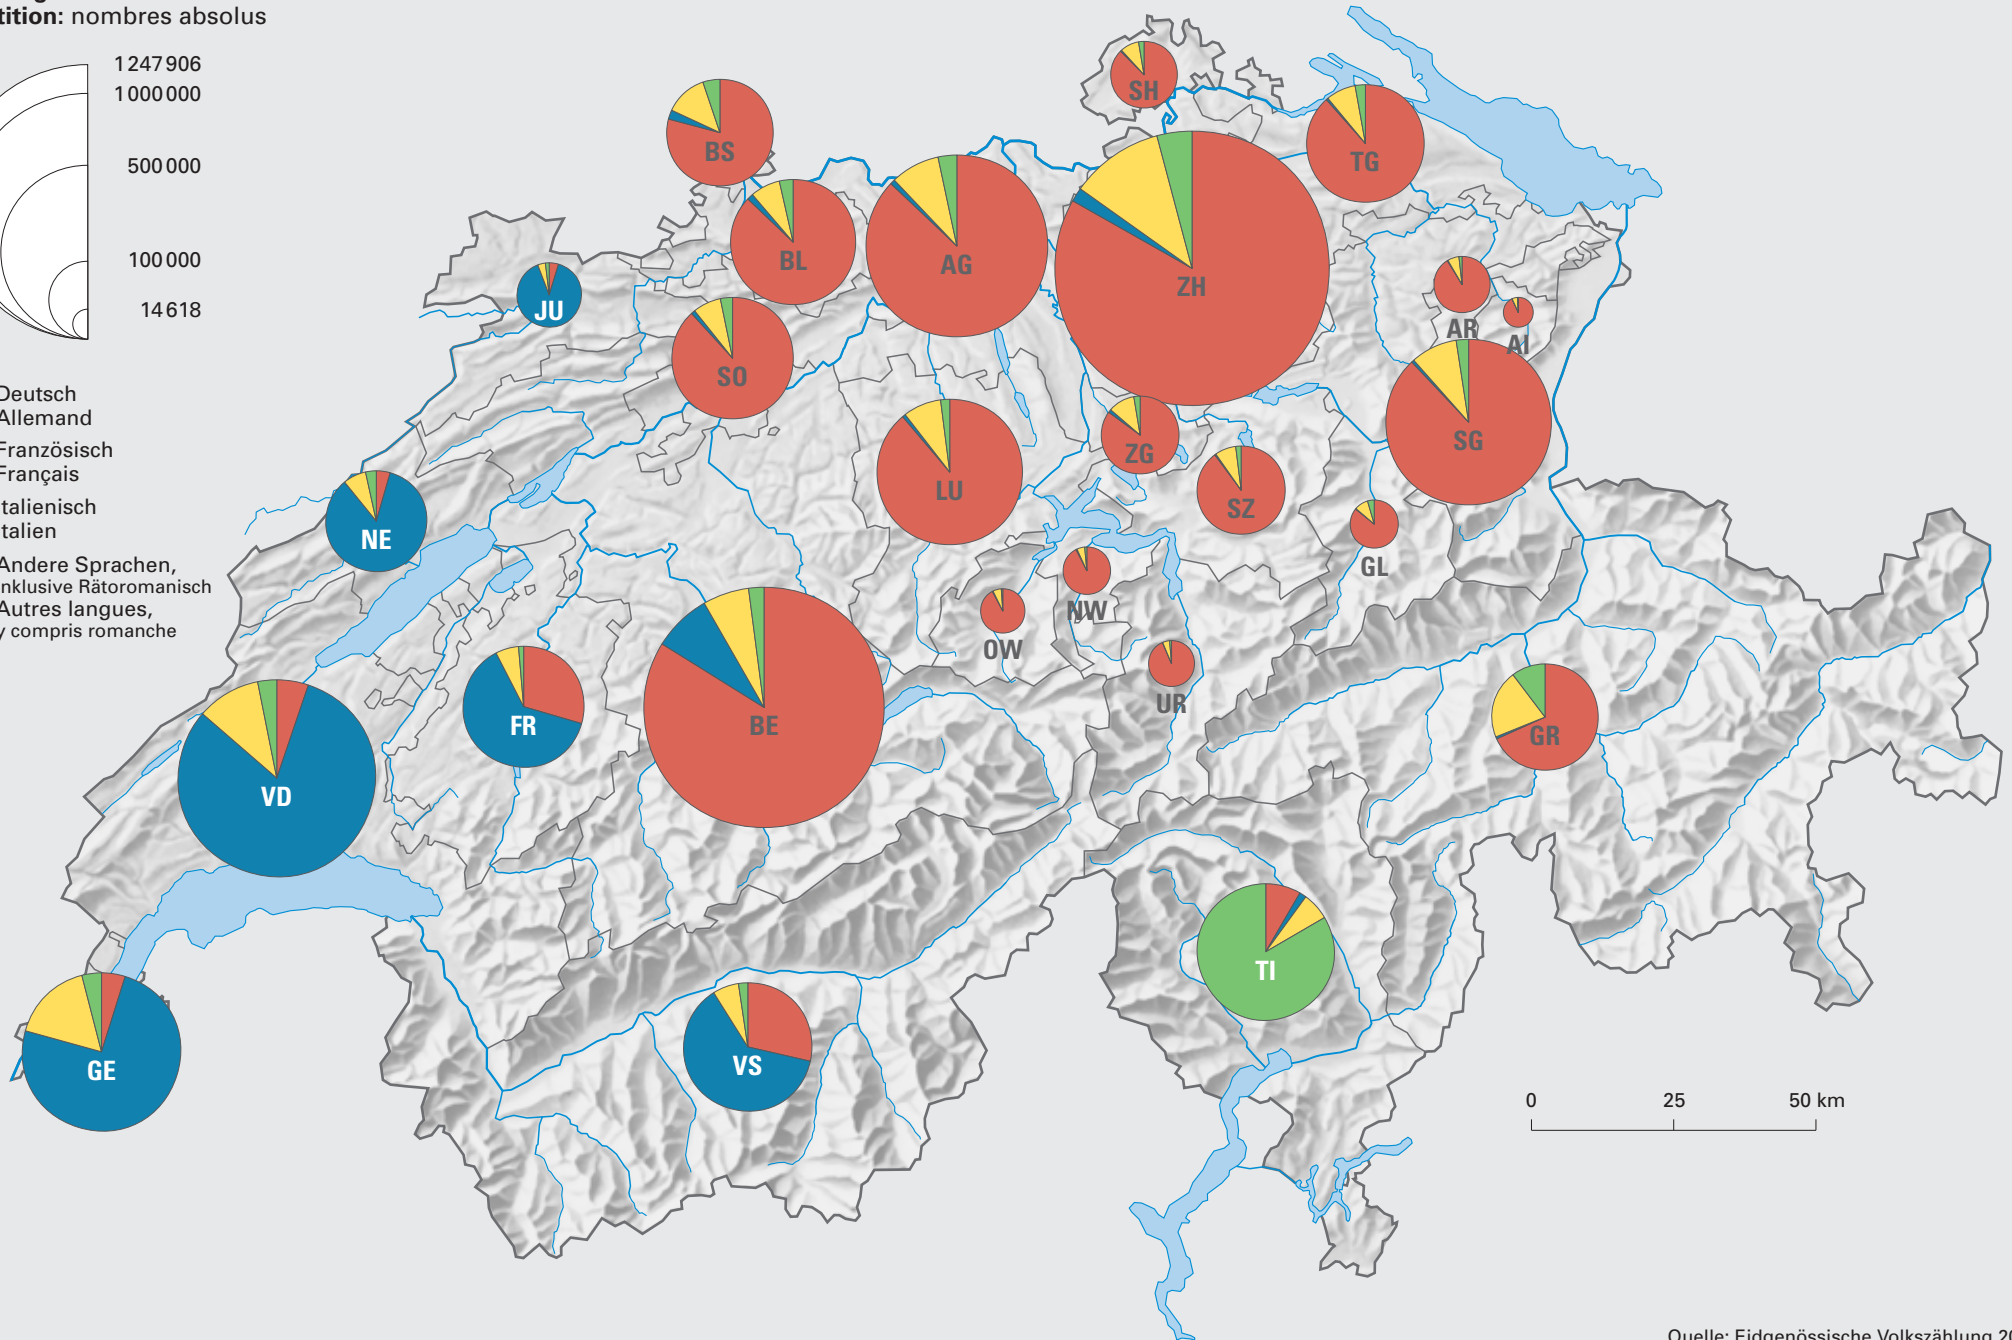 tition: nombres absolus
1 247 906
1 000 000
500 000
100 000
14 618
Deutsch
Allemand
Französisch
Français
talienisch
talien
Andere Sprachen,
nklusive Rätoromanisch
Autres langues,
y compris romanche
SH
BS
TG
BL
AG
ZH
JU
AR
AI
SO
SG
ZG
LU
SZ
NE
GL
NW
OW
UR
FR
BE
GR
VD
TI
VS
GE
0 25 50 km
Quelle: Eidgenössische Volkszählung 20